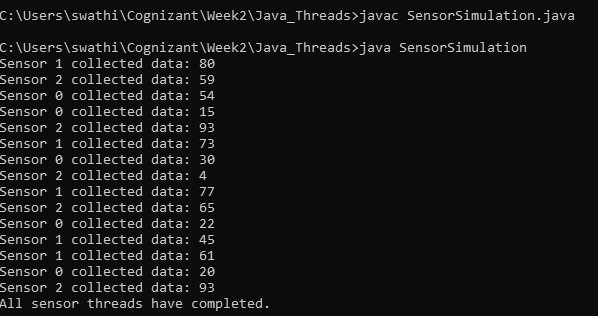 C:\Users\swathi\Cognizant\Week2\Java_Threads>javac SensorSimulation.java
C:\Users\swathi\Cognizant\Week2\Java_Threads>java SensorSimulation
Sensor 1 collected data: 80
Sensor 2 collected data: 59
Sensor 0 collected data: 54
Sensor 0 collected data: 15
Sensor 2 collected data: 93
Sensor 1 collected data: 73
Sensor 0 collected data: 30
Sensor 2 collected data: 4
Sensor 1 collected data: 77
Sensor 2 collected data: 65
Sensor 0 collected data: 22
Sensor 1 collected data: 45
Sensor 1 collected data: 61
Sensor 0 collected data: 20
Sensor 2 collected data: 93
All sensor threads have completed.